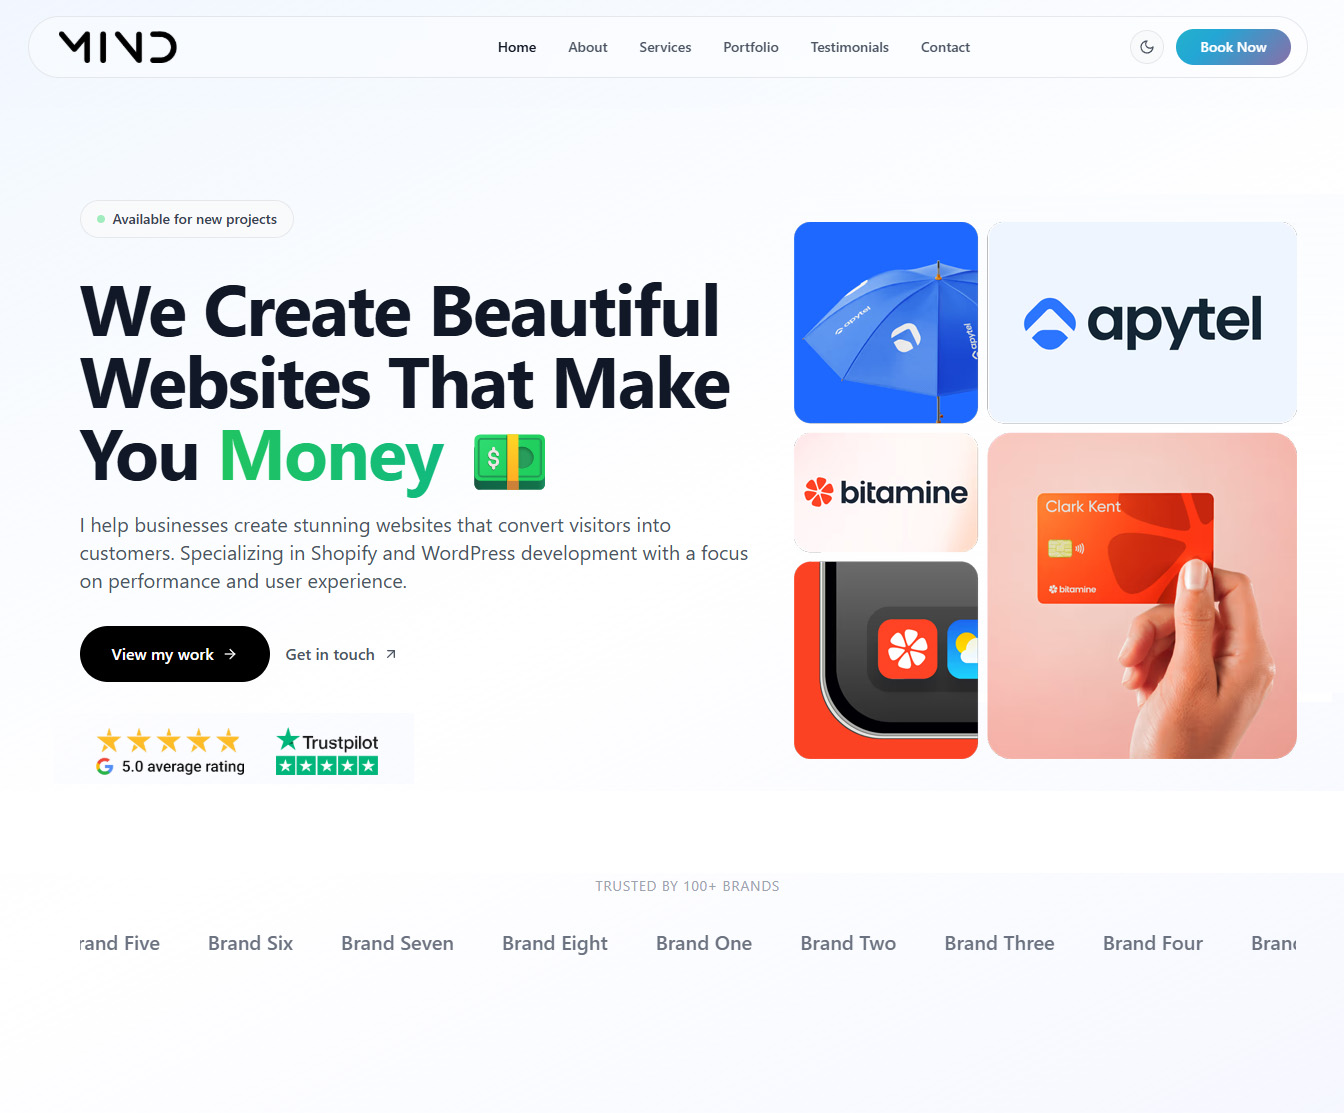 MIND
Home About Services Portfolio Testimonials Contact
Book Now
Available for new projects
We Create Beautiful
Websites That Make
You Money
$
I help businesses create stunning websites that convert visitors into
customers. Specializing in Shopify and WordPress development with a focus
on performance and user experience.
View my work
Get in touch
5.0 average rating
Trustpilot
apytel
apytel
apytel
bitamine
Clark Kent
bitamine
TRUSTED BY 100+ BRANDS
rand Five Brand Six Brand Seven Brand Eight Brand One Brand Two Brand Three Brand Four Bran